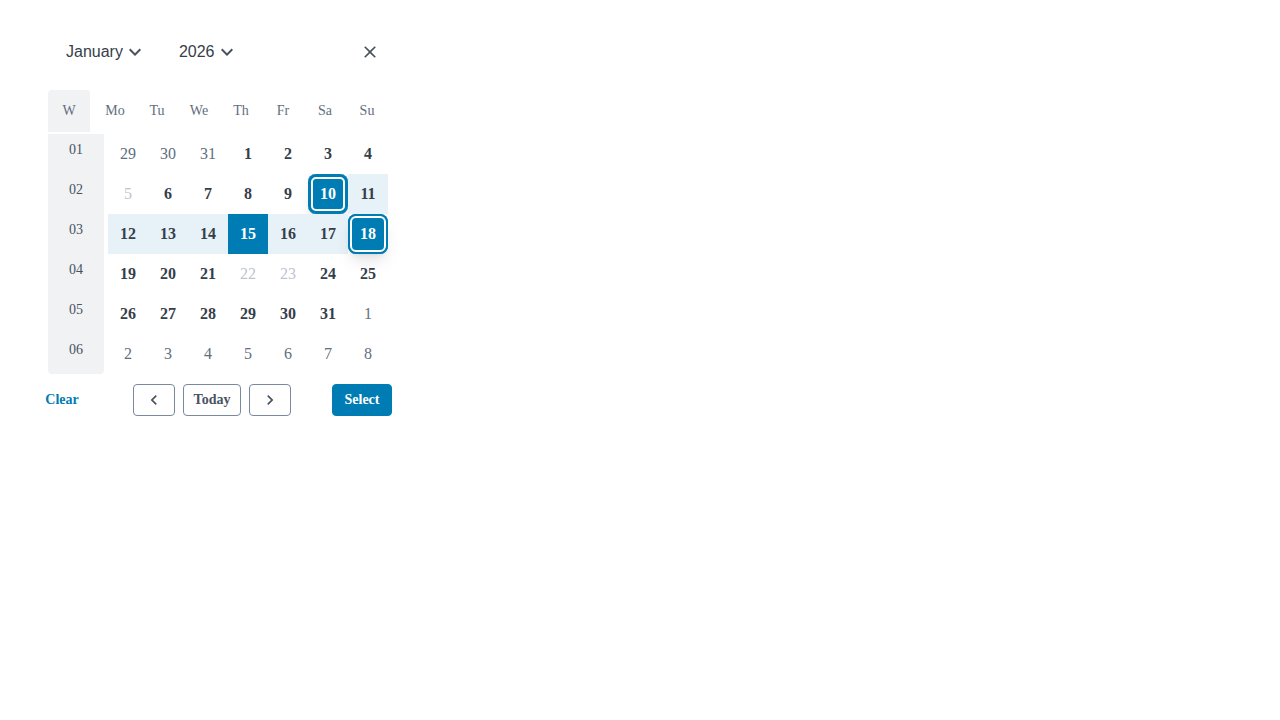 January 2026
W Mo Tu We Th Fr Sa Su
01 29 30 31 1 2 3 4
02 5 6 7 8 9 10 11
03 12 13 14 15 16 17 18
04 19 20 21 22 23 24 25
05 26 27 28 29 30 31 1
06 2 3 4 5 6 7 8
Clear Today Select